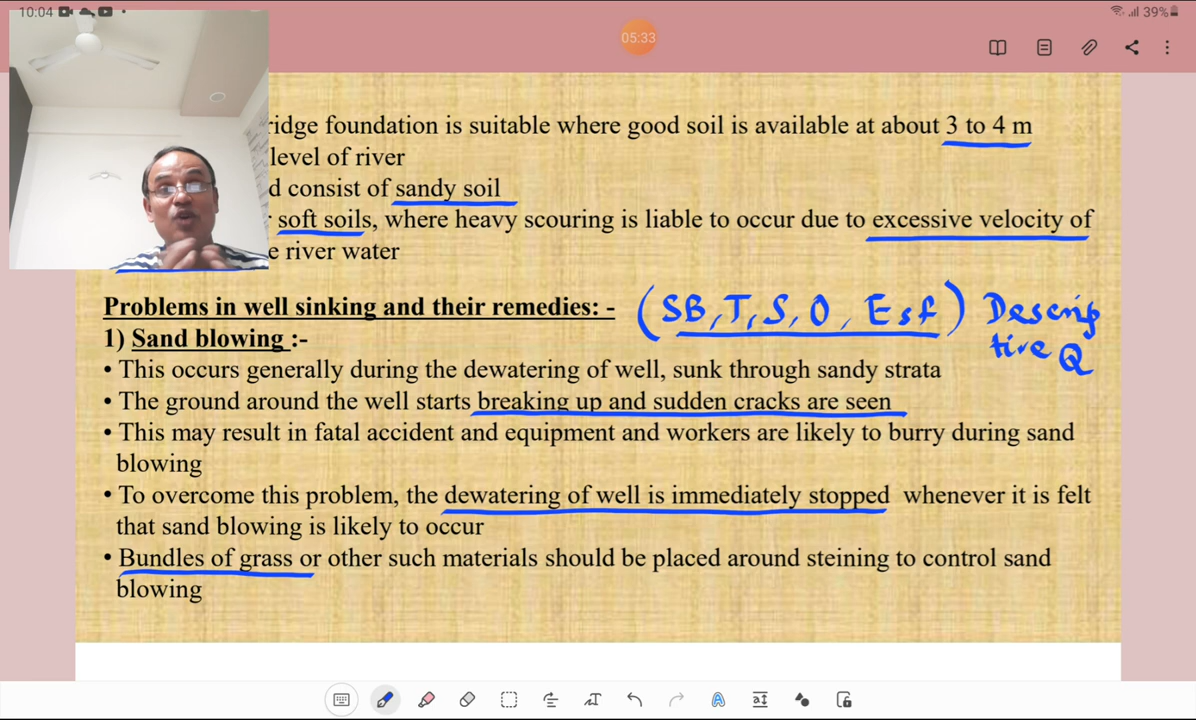 10:04
39%
05:33
ridge foundation is suitable where good soil is available at about 3 to 4 m
level of river
d consist of sandy soil
soft soils, where heavy scouring is liable to occur due to excessive velocity of
e river water
Problems in well sinking and their remedies: - (SB, T, S, O, Esf) Descrip
tive Q
1) Sand blowing :-
• This occurs generally during the dewatering of well, sunk through sandy strata
• The ground around the well starts breaking up and sudden cracks are seen
• This may result in fatal accident and equipment and workers are likely to burry during sand
blowing
• To overcome this problem, the dewatering of well is immediately stopped whenever it is felt
that sand blowing is likely to occur
• Bundles of grass or other such materials should be placed around steining to control sand
blowing